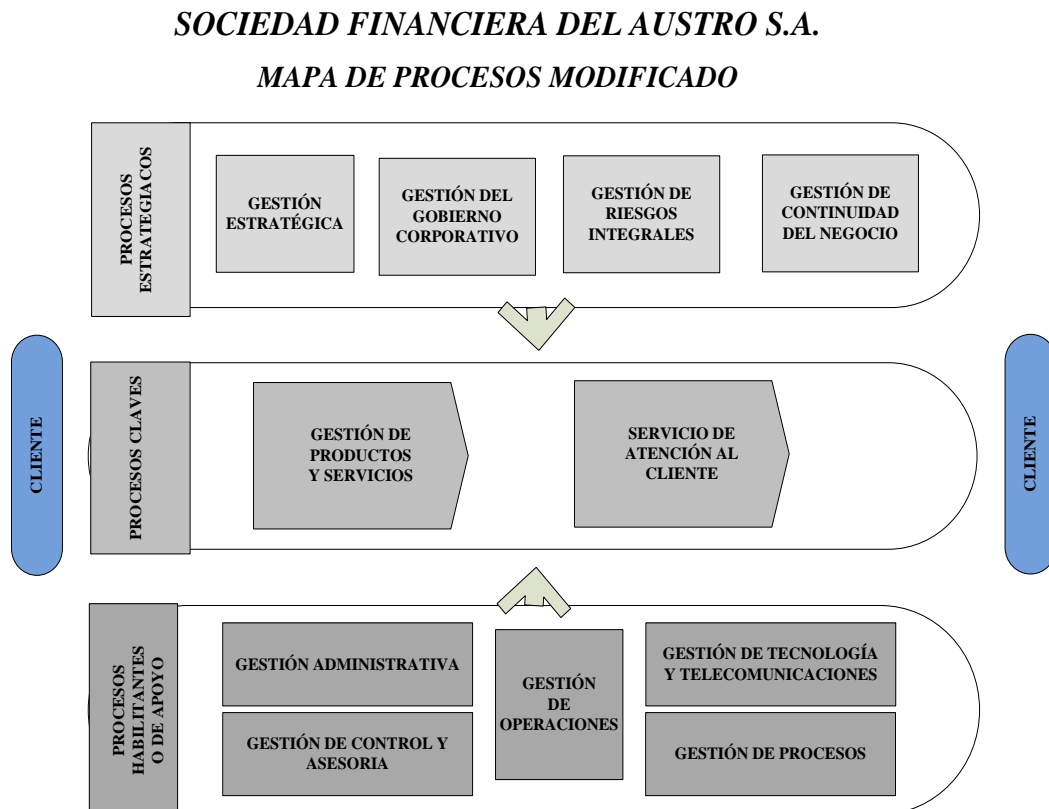 SOCIEDAD FINANCIERA DEL AUSTRO S.A.
MAPA DE PROCESOS MODIFICADO
PROCESOS
ESTRATEGIACOS
GESTIÓN
ESTRATÉGICA
GESTIÓN DEL
GOBIERNO
CORPORATIVO
GESTIÓN DE
RIESGOS
INTEGRALES
GESTIÓN DE
CONTINUIDAD
DEL NEGOCIO
CLIENTE
PROCESOS CLAVES
GESTIÓN DE
PRODUCTOS
Y SERVICIOS
SERVICIO DE
ATENCIÓN AL
CLIENTE
CLIENTE
PROCESOS
HABILITANTES
O DE APOYO
GESTIÓN ADMINISTRATIVA
GESTIÓN DE CONTROL Y
ASESORIA
GESTIÓN
DE
OPERACIONES
GESTIÓN DE TECNOLOGÍA
Y TELECOMUNICACIONES
GESTIÓN DE PROCESOS